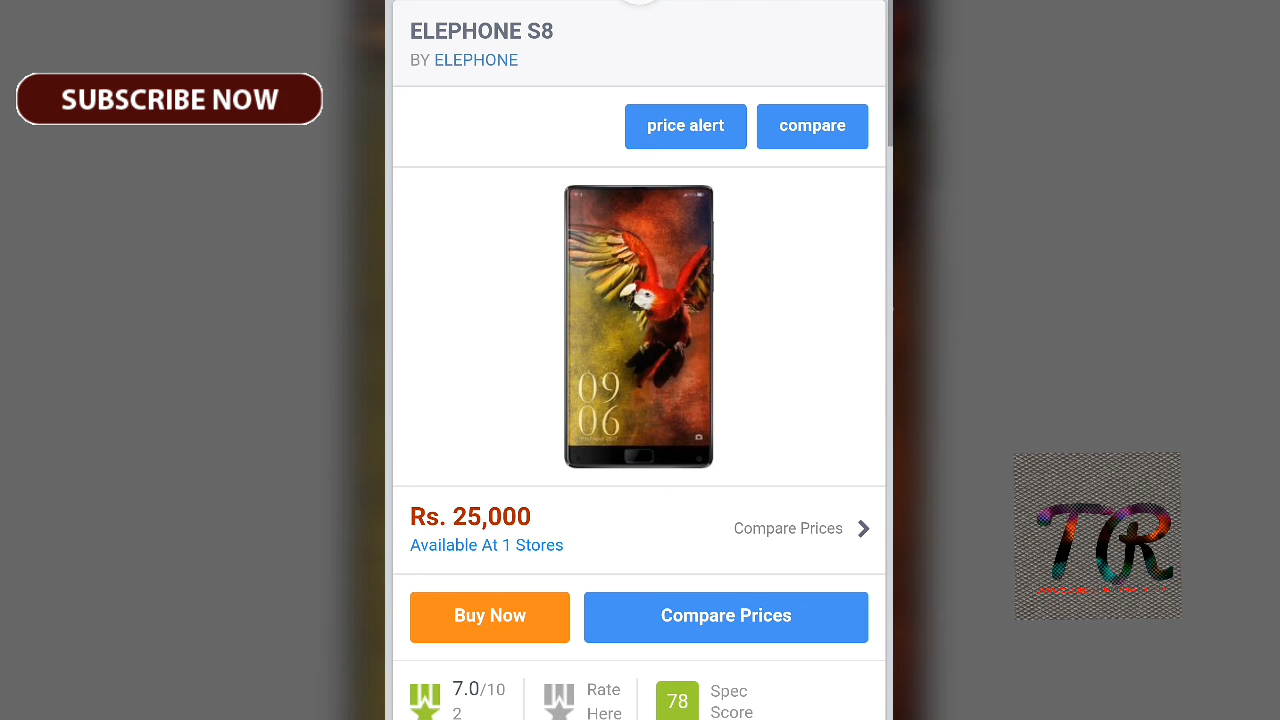 ELEPHONE S8
BY ELEPHONE
SUBSCRIBE NOW
price alert
compare
09
06
Rs. 25,000
Available At 1 Stores
Compare Prices
Buy Now
Compare Prices
7.0/10
2
Rate
Here
78
Spec
Score
TR